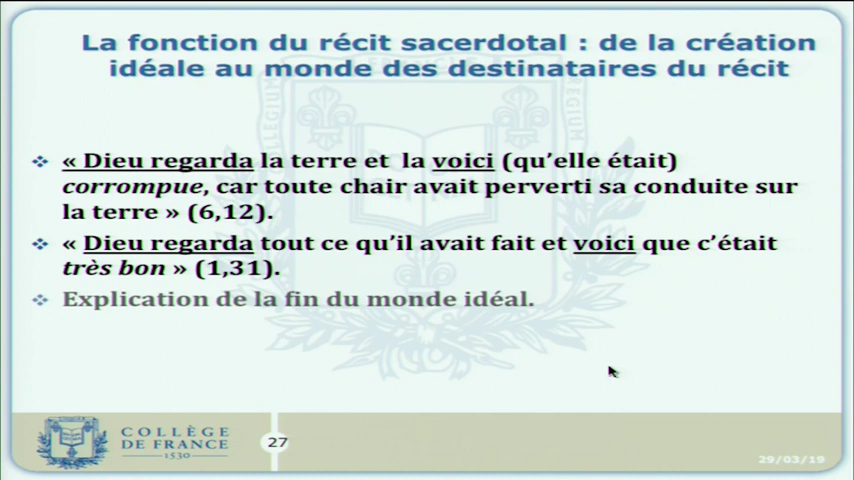 La fonction du récit sacerdotal : de la création
idéale au monde des destinataires du récit
« Dieu regarda la terre et la voici (qu’elle était)
corrompue, car toute chair avait perverti sa conduite sur
la terre » (6,12).
« Dieu regarda tout ce qu’il avait fait et voici que c’était
très bon » (1,31).
Explication de la fin du monde idéal.
COLLÈGE
DE FRANCE
1530
27
29/03/19